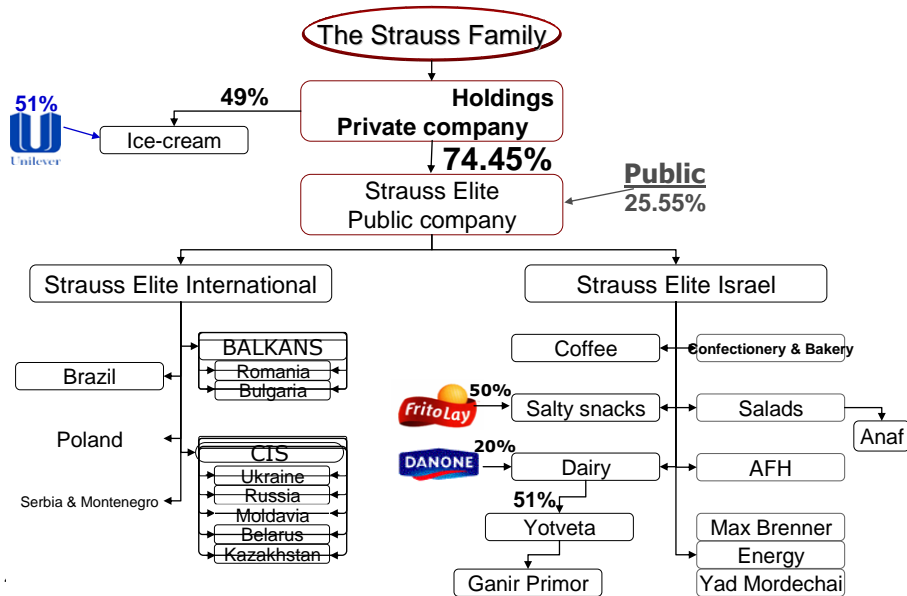 The Strauss Family
51%
49%
Holdings
Private company
Unilever
Ice-cream
74.45%
Public
25.55%
Strauss Elite
Public company
Strauss Elite International
Strauss Elite Israel
BALKANS
Romania
Bulgaria
Brazil
Poland
CIS
Ukraine
Russia
Moldavia
Belarus
Kazakhstan
Serbia & Montenegro
Coffee
Confectionery & Bakery
FritoLay
50%
Salty snacks
Salads
Anaf
DANONE
20%
Dairy
AFH
51%
Yotveta
Ganir Primor
Max Brenner
Energy
Yad Mordechai